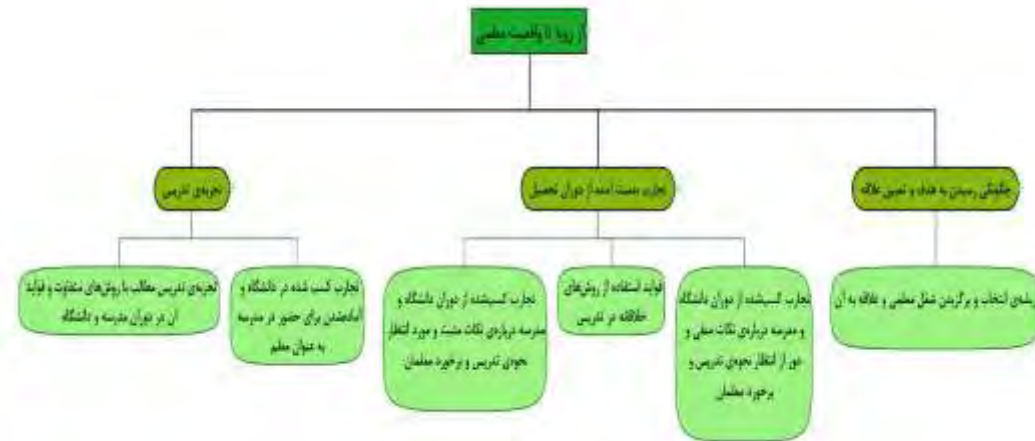 از رویا تا واقعیت معلمی
چگونگی رسیدن به هدف و تعیین علاقه
تجارب بدست آمده از دوران تحصیل
تجربه‌ی تدریس
انتخاب و برگزیدن شغل معلمی و علاقه به آن
تجارب کسب‌شده از دوران دانشگاه
و مدرسه درباره‌ی نکات منفی و
دور از انتظار نحوه‌ی تدریس و
برخورد معلمان
فواید استفاده از روش‌های
خلاقانه در تدریس
تجارب کسب‌شده از دوران دانشگاه و
مدرسه درباره‌ی نکات مثبت و مورد انتظار
نحوه‌ی تدریس و برخورد معلمان
تجارب کسب شده در دانشگاه و
آماده‌شدن برای حضور در مدرسه
به عنوان معلم
تجربه‌ی تدریس مطالب با روش‌های متفاوت و فواید
آن در دوران مدرسه و دانشگاه